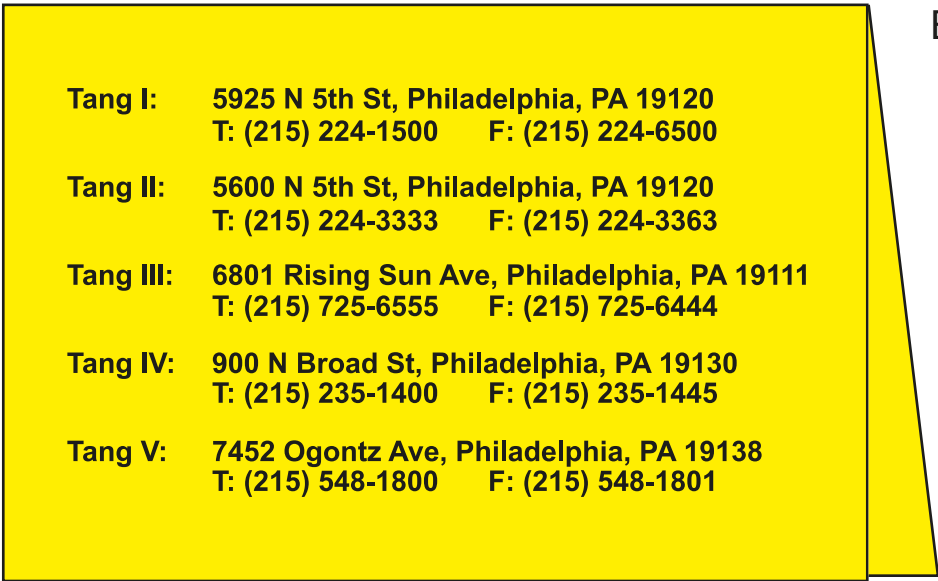 Tang I: 5925 N 5th St, Philadelphia, PA 19120
T: (215) 224-1500 F: (215) 224-6500
Tang II: 5600 N 5th St, Philadelphia, PA 19120
T: (215) 224-3333 F: (215) 224-3363
Tang III: 6801 Rising Sun Ave, Philadelphia, PA 19111
T: (215) 725-6555 F: (215) 725-6444
Tang IV: 900 N Broad St, Philadelphia, PA 19130
T: (215) 235-1400 F: (215) 235-1445
Tang V: 7452 Ogontz Ave, Philadelphia, PA 19138
T: (215) 548-1800 F: (215) 548-1801